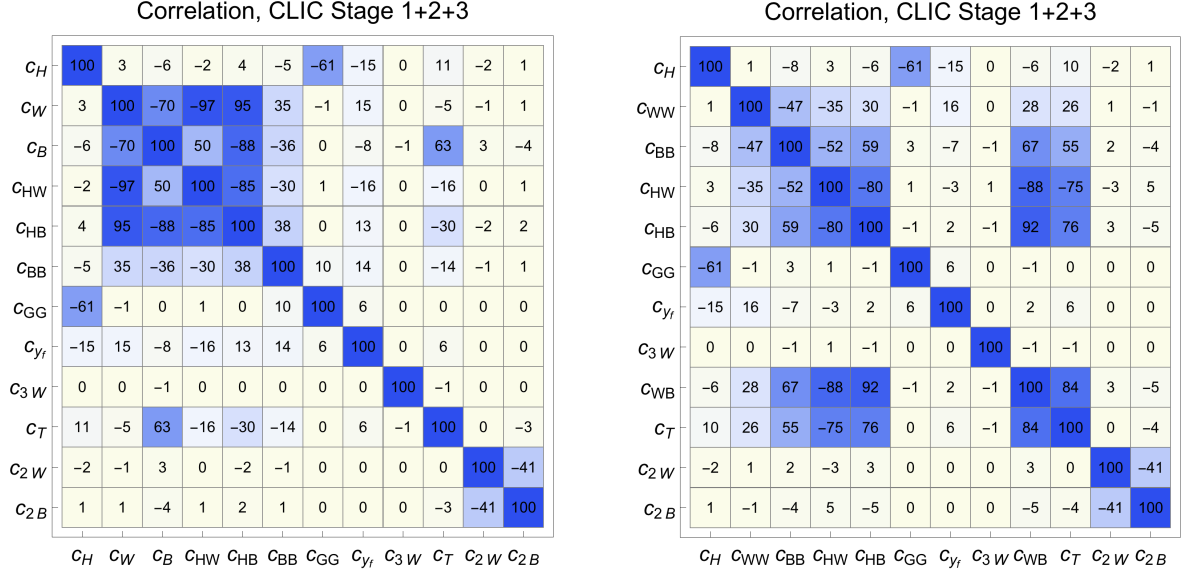 Correlation, CLIC Stage 1+2+3
c_H 100 3 −6 −2 4 −5 −61 −15 0 11 −2 1
c_W 3 100 −70 −97 95 35 −1 15 0 −5 −1 1
c_B −6 −70 100 50 −88 −36 0 −8 −1 63 3 −4
c_HW −2 −97 50 100 −85 −30 1 −16 0 −16 0 1
c_HB 4 95 −88 −85 100 38 0 13 0 −30 −2 2
c_BB −5 35 −36 −30 38 100 10 14 0 −14 −1 1
c_GG −61 −1 0 1 0 10 100 6 0 0 0 0
c_yf −15 15 −8 −16 13 14 6 100 0 6 0 0
c_3W 0 0 −1 0 0 0 0 0 100 −1 0 0
c_T 11 −5 63 −16 −30 −14 0 6 −1 100 0 −3
c_2W −2 −1 3 0 −2 −1 0 0 0 0 100 −41
c_2B 1 1 −4 1 2 1 0 0 0 −3 −41 100
c_H c_W c_B c_HW c_HB c_BB c_GG c_yf c_3W c_T c_2W c_2B
Correlation, CLIC Stage 1+2+3
c_H 100 1 −8 3 −6 −61 −15 0 −6 10 −2 1
c_WW 1 100 −47 −35 30 −1 16 0 28 26 1 −1
c_BB −8 −47 100 −52 59 3 −7 −1 67 55 2 −4
c_HW 3 −35 −52 100 −80 1 −3 1 −88 −75 −3 5
c_HB −6 30 59 −80 100 −1 2 −1 92 76 3 −5
c_GG −61 −1 3 1 −1 100 6 0 −1 0 0 0
c_yf −15 16 −7 −3 2 6 100 0 2 6 0 0
c_3W 0 0 −1 1 −1 0 0 100 −1 −1 0 0
c_WB −6 28 67 −88 92 −1 2 −1 100 84 3 −5
c_T 10 26 55 −75 76 0 6 −1 84 100 0 −4
c_2W −2 1 2 −3 3 0 0 0 3 0 100 −41
c_2B 1 −1 −4 5 −5 0 0 0 −5 −4 −41 100
c_H c_WW c_BB c_HW c_HB c_GG c_yf c_3W c_WB c_T c_2W c_2B